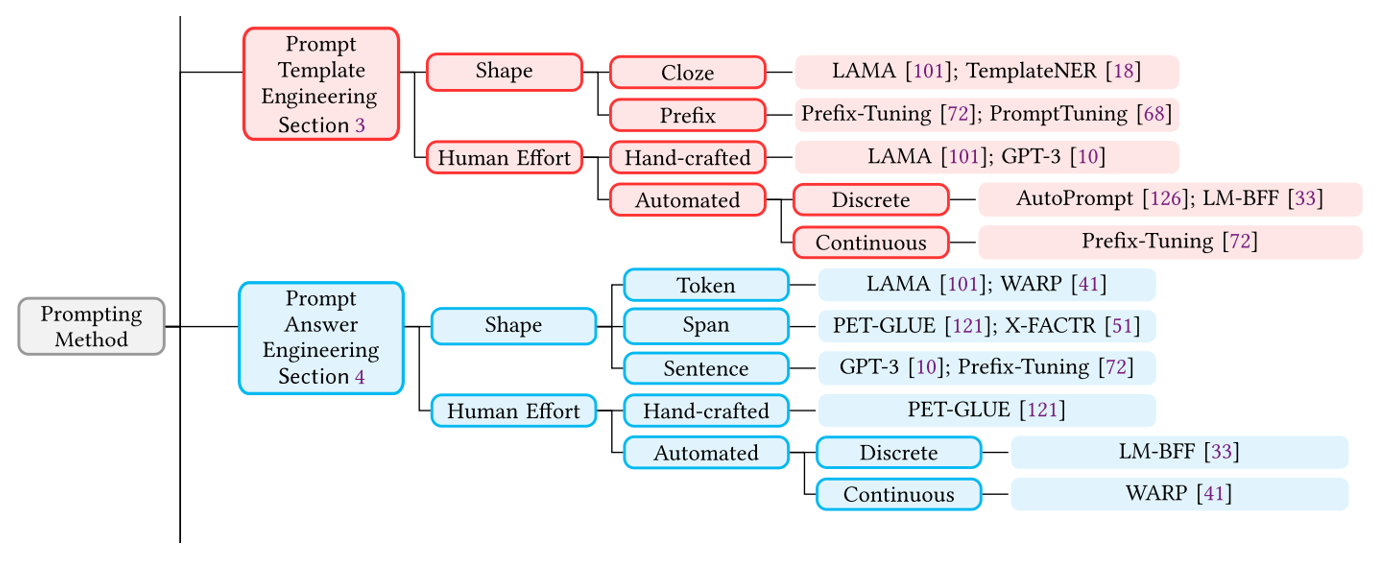 Prompting
Method
Prompt
Template
Engineering
Section 3
Shape
Cloze
LAMA [101]; TemplateNER [18]
Prefix
Prefix-Tuning [72]; PromptTuning [68]
Human Effort
Hand-crafted
LAMA [101]; GPT-3 [10]
Automated
Discrete
AutoPrompt [126]; LM-BFF [33]
Continuous
Prefix-Tuning [72]
Prompt
Answer
Engineering
Section 4
Shape
Token
LAMA [101]; WARP [41]
Span
PET-GLUE [121]; X-FACTR [51]
Sentence
GPT-3 [10]; Prefix-Tuning [72]
Human Effort
Hand-crafted
PET-GLUE [121]
Automated
Discrete
LM-BFF [33]
Continuous
WARP [41]